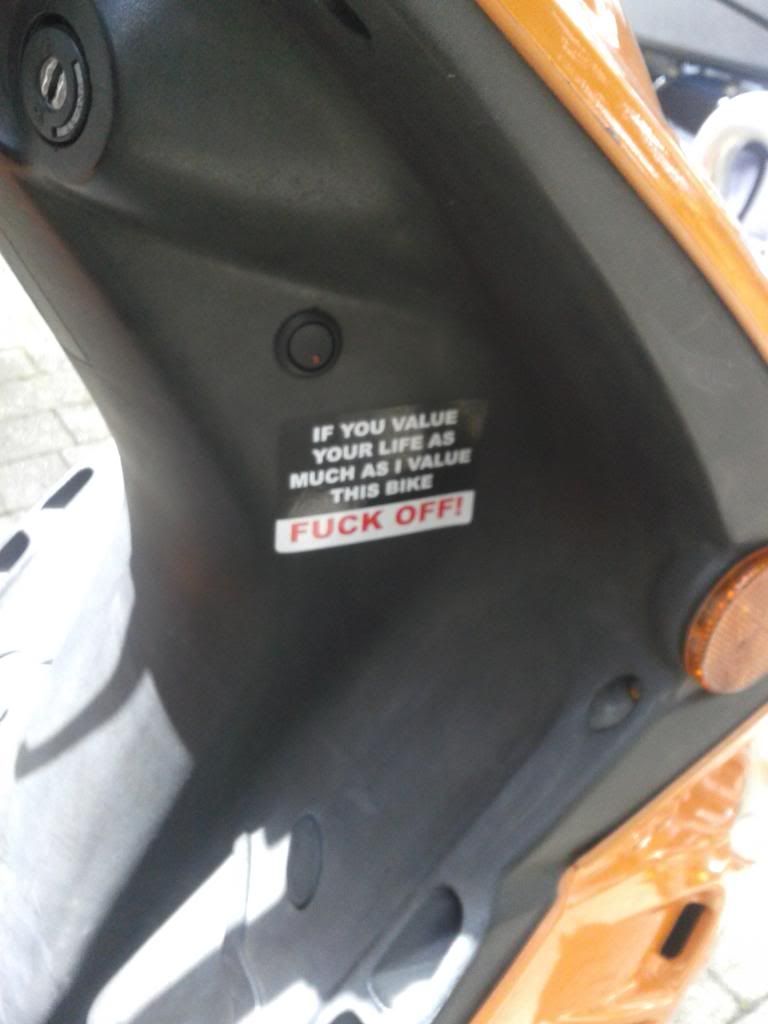 IF YOU VALUE
YOUR LIFE AS
MUCH AS I VALUE
THIS BIKE
FUCK OFF!